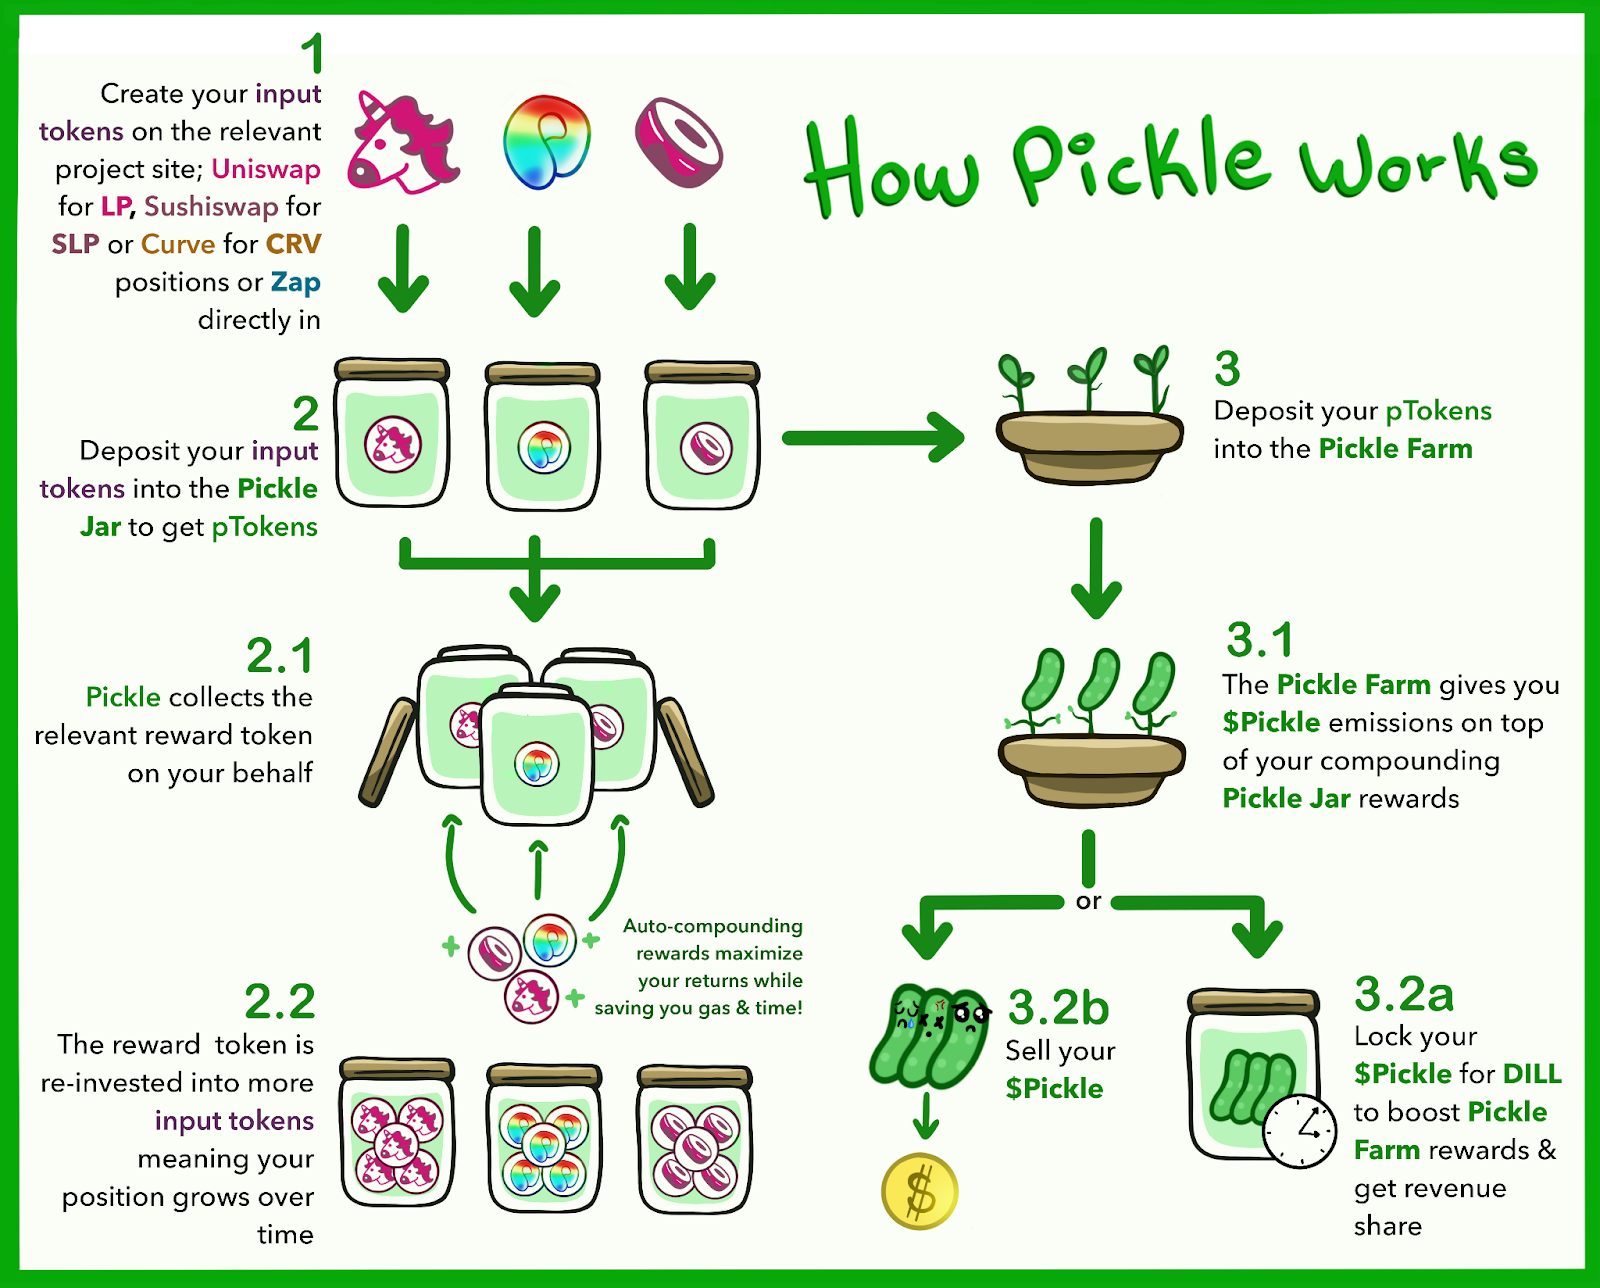 How Pickle Works
1
Create your input
tokens on the relevant
project site; Uniswap
for LP, Sushiswap for
SLP or Curve for CRV
positions or Zap
directly in
2
Deposit your input
tokens into the Pickle
Jar to get pTokens
3
Deposit your pTokens
into the Pickle Farm
2.1
Pickle collects the
relevant reward token
on your behalf
3.1
The Pickle Farm gives you
$Pickle emissions on top
of your compounding
Pickle Jar rewards
or
Auto-compounding
rewards maximize
your returns while
saving you gas & time!
2.2
The reward token is
re-invested into more
input tokens
meaning your
position grows over
time
3.2b
Sell your
$Pickle
$
3.2a
Lock your
$Pickle for DILL
to boost Pickle
Farm rewards &
get revenue
share